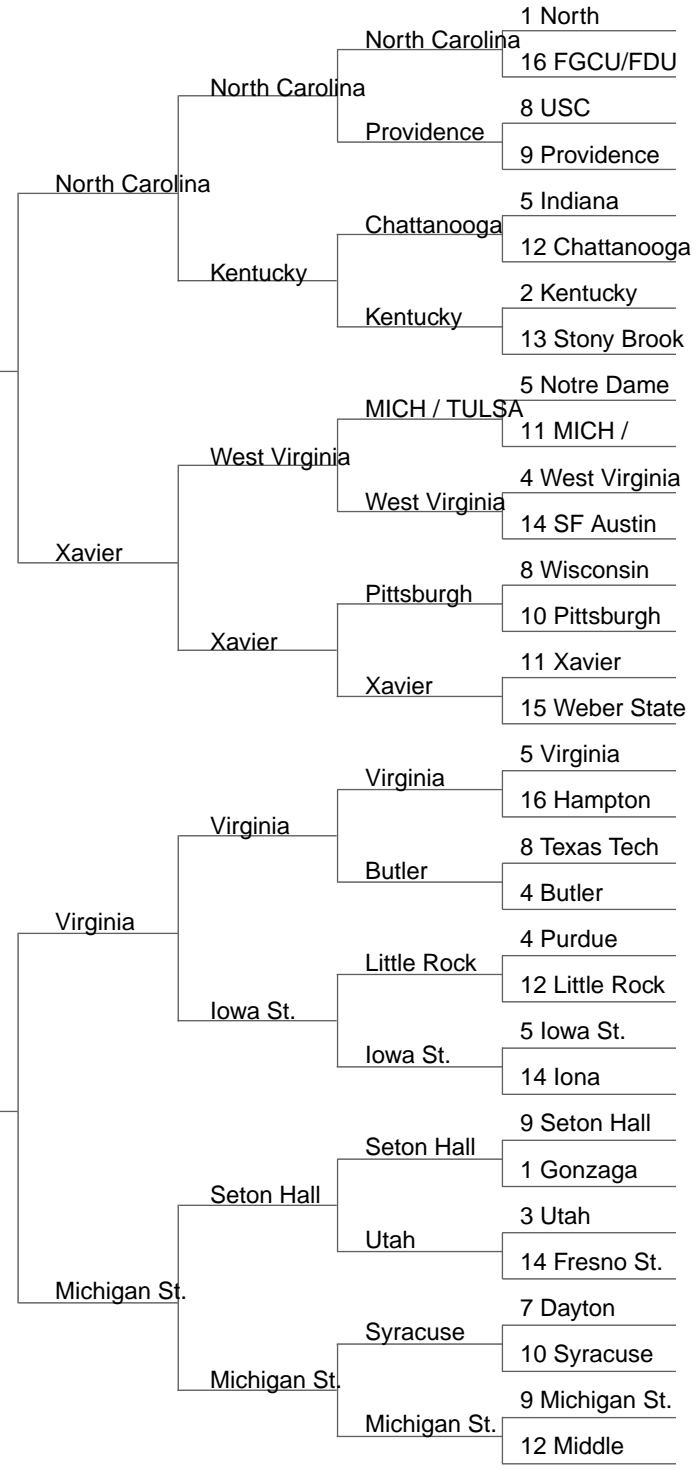 1 North
North Carolina
16 FGCU/FDU
North Carolina
8 USC
Providence
9 Providence
North Carolina
5 Indiana
Chattanooga
12 Chattanooga
Kentucky
2 Kentucky
Kentucky
13 Stony Brook
5 Notre Dame
MICH / TULSA
11 MICH /
West Virginia
4 West Virginia
West Virginia
14 SF Austin
Xavier
8 Wisconsin
Pittsburgh
10 Pittsburgh
Xavier
11 Xavier
Xavier
15 Weber State
5 Virginia
Virginia
16 Hampton
Virginia
8 Texas Tech
Butler
4 Butler
Virginia
4 Purdue
Little Rock
12 Little Rock
Iowa St.
5 Iowa St.
Iowa St.
14 Iona
9 Seton Hall
Seton Hall
1 Gonzaga
Seton Hall
3 Utah
Utah
14 Fresno St.
Michigan St.
7 Dayton
Syracuse
10 Syracuse
Michigan St.
9 Michigan St.
Michigan St.
12 Middle